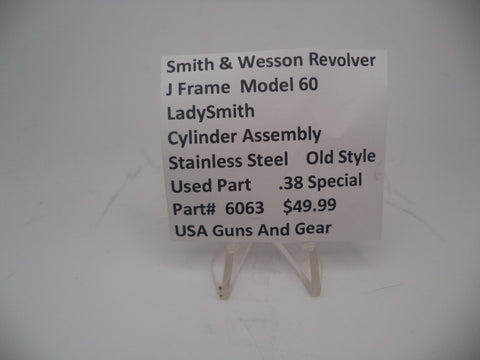 Smith & Wesson Revolver
J Frame Model 60
LadySmith
Cylinder Assembly
Stainless Steel Old Style
Used Part .38 Special
Part# 6063 $49.99
USA Guns And Gear